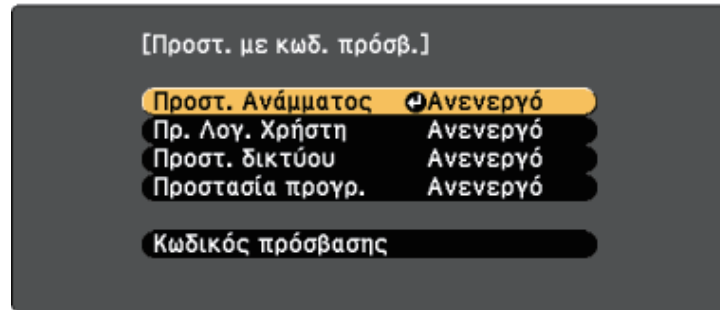 [Προστ. με κωδ. πρόσβ.]
Προστ. Ανάμματος Ανενεργό
Πρ. Λογ. Χρήστη Ανενεργό
Προστ. δικτύου Ανενεργό
Προστασία προγρ. Ανενεργό
Κωδικός πρόσβασης